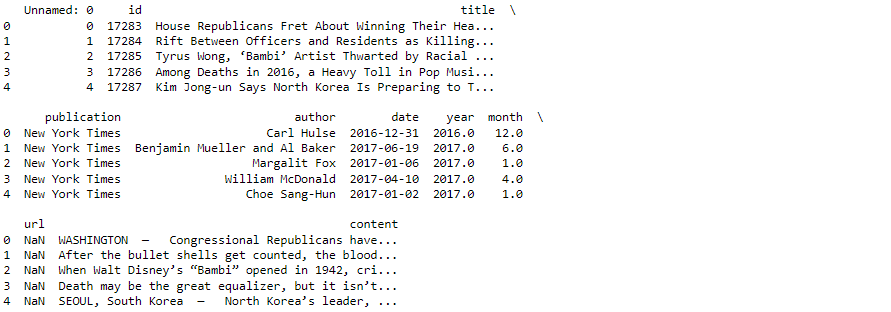 Unnamed: 0 id title \
0 0 17283 House Republicans Fret About Winning Their Hea...
1 1 17284 Rift Between Officers and Residents as Killing...
2 2 17285 Tyrus Wong, ‘Bambi’ Artist Thwarted by Racial ...
3 3 17286 Among Deaths in 2016, a Heavy Toll in Pop Musi...
4 4 17287 Kim Jong-un Says North Korea Is Preparing to T...
publication author date year month \
0 New York Times Carl Hulse 2016-12-31 2016.0 12.0
1 New York Times Benjamin Mueller and Al Baker 2017-06-19 2017.0 6.0
2 New York Times Margalit Fox 2017-01-06 2017.0 1.0
3 New York Times William McDonald 2017-04-10 2017.0 4.0
4 New York Times Choe Sang-Hun 2017-01-02 2017.0 1.0
url content
0 NaN WASHINGTON — Congressional Republicans have...
1 NaN After the bullet shells get counted, the blood...
2 NaN When Walt Disney’s “Bambi” opened in 1942, cri...
3 NaN Death may be the great equalizer, but it isn’t...
4 NaN SEOUL, South Korea — North Korea’s leader, ...